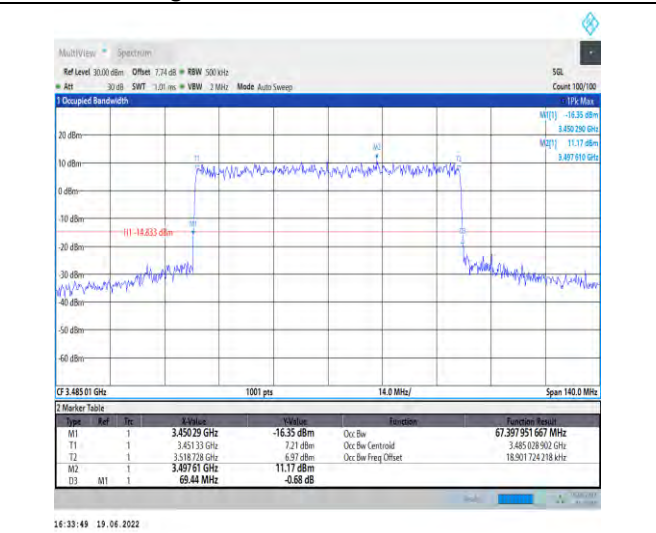 MultiView Spectrum
Ref Level 30.00 dBm Offset 7.74 dB RBW 500 kHz SGL
Att 30 dB SWT 1.01 ms VBW 2 MHz Mode Auto Sweep Count 100/100
1 Occupied Bandwidth 1Pk Max
M1[1] -16.35 dBm
3.450 290 GHz
M2[1] 11.17 dBm
3.497 610 GHz
20 dBm
10 dBm
0 dBm
-10 dBm
-20 dBm
-30 dBm
-40 dBm
-50 dBm
-60 dBm
T1
M2
T2
M1
D3
H1 -14.833 dBm
CF 3.485 01 GHz 1001 pts 14.0 MHz/ Span 140.0 MHz
2 Marker Table
Type Ref Trc X-Value Y-Value Function Function Result
M1 1 3.450 29 GHz -16.35 dBm Occ Bw 67.397 951 667 MHz
T1 1 3.451 33 GHz 7.21 dBm Occ Bw Centroid 3.485 028 902 GHz
T2 1 3.518 728 GHz 6.97 dBm Occ Bw Freq Offset 18.901 724 218 kHz
M2 1 3.497 61 GHz 11.17 dBm
D3 M1 1 69.44 MHz -0.68 dB
16:33:49 19.06.2022